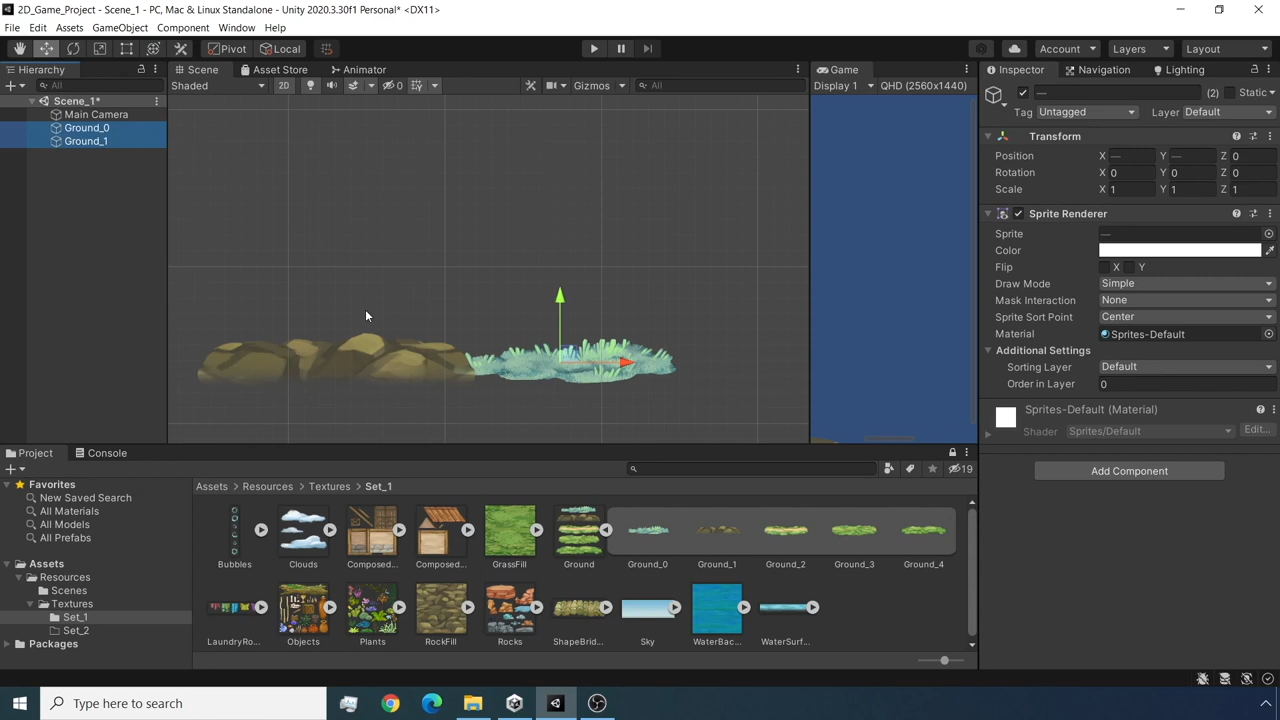 2D_Game_Project - Scene_1 - PC, Mac & Linux Standalone - Unity 2020.3.30f1 Personal* <DX11>
File Edit Assets GameObject Component Window Help
Pivot Local Account Layers Layout
Hierarchy Scene Asset Store Animator Game Inspector Navigation Lighting
All Shaded 2D 0 Gizmos All Display 1 QHD (2560x1440) — (2) Static
Scene_1*
Main Camera
Ground_0
Ground_1
Tag Untagged Layer Default
Transform
Position X — Y — Z 0
Rotation X 0 Y 0 Z 0
Scale X 1 Y 1 Z 1
Sprite Renderer
Sprite —
Color
Flip X Y
Draw Mode Simple
Mask Interaction None
Sprite Sort Point Center
Material Sprites-Default
Additional Settings
Sorting Layer Default
Order in Layer 0
Sprites-Default (Material)
Shader Sprites/Default Edit...
Add Component
Project Console
19
Favorites
New Saved Search
All Materials
All Models
All Prefabs
Assets
Resources
Scenes
Textures
Set_1
Set_2
Packages
Assets Resources Textures Set_1
Bubbles Clouds Composed... Composed... GrassFill Ground Ground_0 Ground_1 Ground_2 Ground_3 Ground_4
LaundryRo... Objects Plants RockFill Rocks ShapeBrid... Sky WaterBac... WaterSurf...
Type here to search